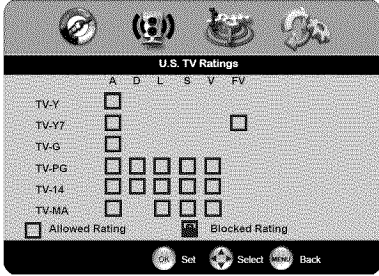 U.S. TV Ratings
A D L S V FV
TV-Y
TV-Y7
TV-G
TV-PG
TV-14
TV-MA
Allowed Rating Blocked Rating
OK Set Select MENU Back